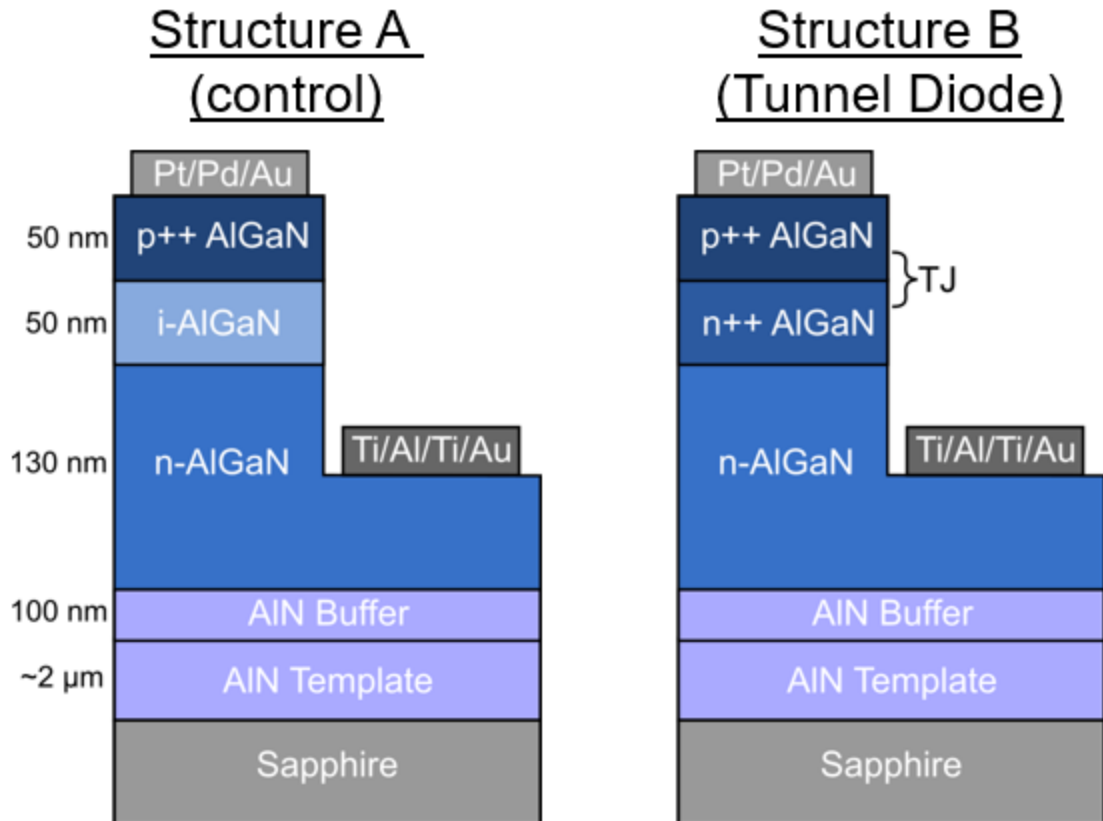 Structure A
(control)
Pt/Pd/Au
50 nm
p++ AlGaN
50 nm
i-AlGaN
130 nm
n-AlGaN
Ti/Al/Ti/Au
100 nm
AlN Buffer
~2 µm
AlN Template
Sapphire
Structure B
(Tunnel Diode)
Pt/Pd/Au
p++ AlGaN
TJ
n++ AlGaN
n-AlGaN
Ti/Al/Ti/Au
AlN Buffer
AlN Template
Sapphire